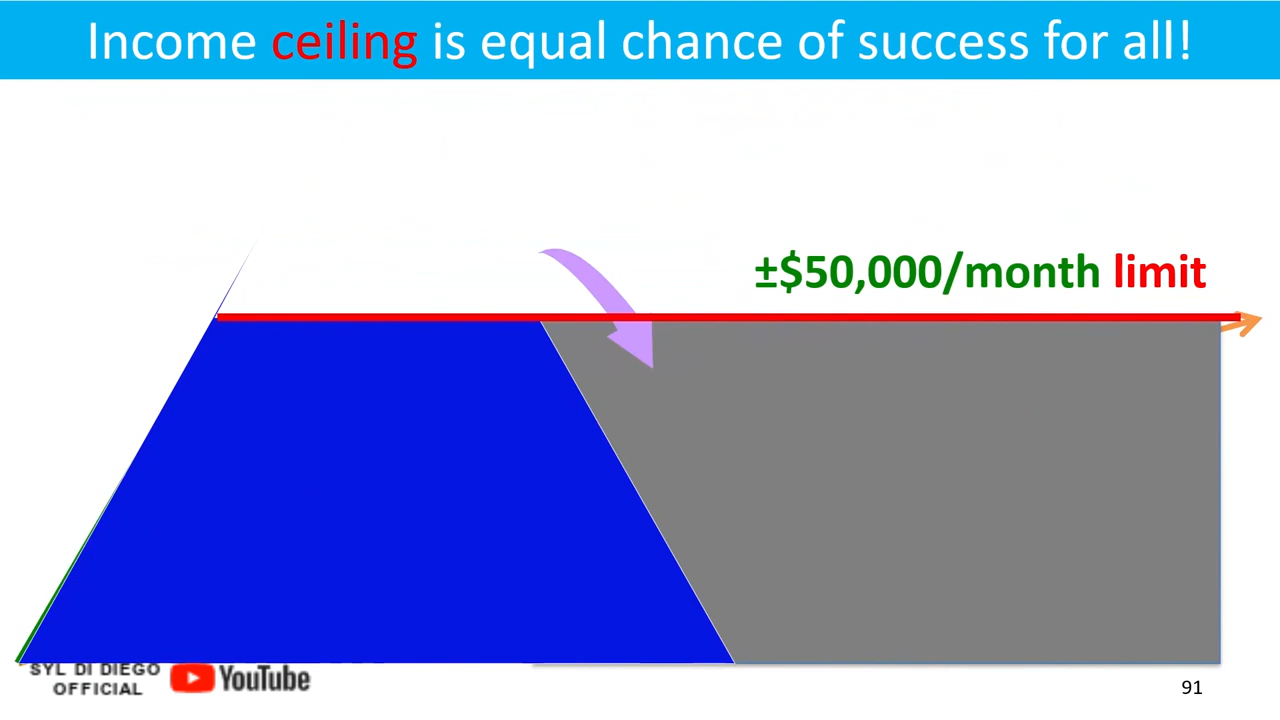 Income ceiling is equal chance of success for all!
±$50,000/month limit
SYL DI DIEGO
OFFICIAL
YouTube
91